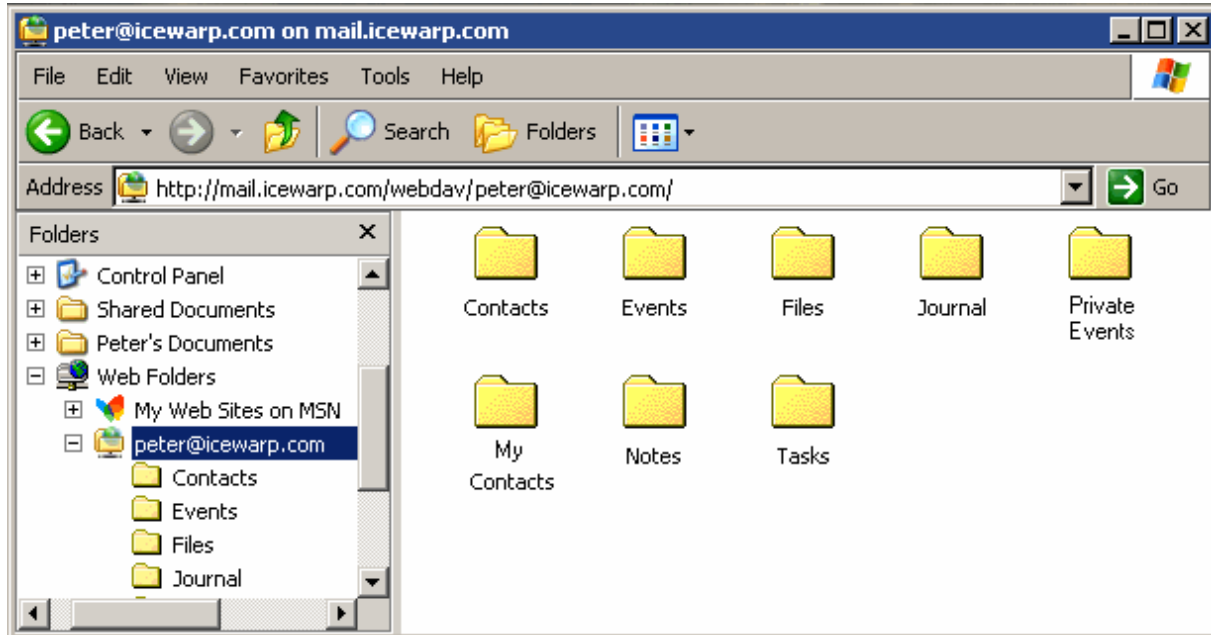 peter@icewarp.com on mail.icewarp.com
File Edit View Favorites Tools Help
Back Search Folders
Address http://mail.icewarp.com/webdav/peter@icewarp.com/ Go
Folders
Control Panel
Shared Documents
Peter's Documents
Web Folders
My Web Sites on MSN
peter@icewarp.com
Contacts
Events
Files
Journal
Contacts Events Files Journal Private
Events
My Notes Tasks
Contacts